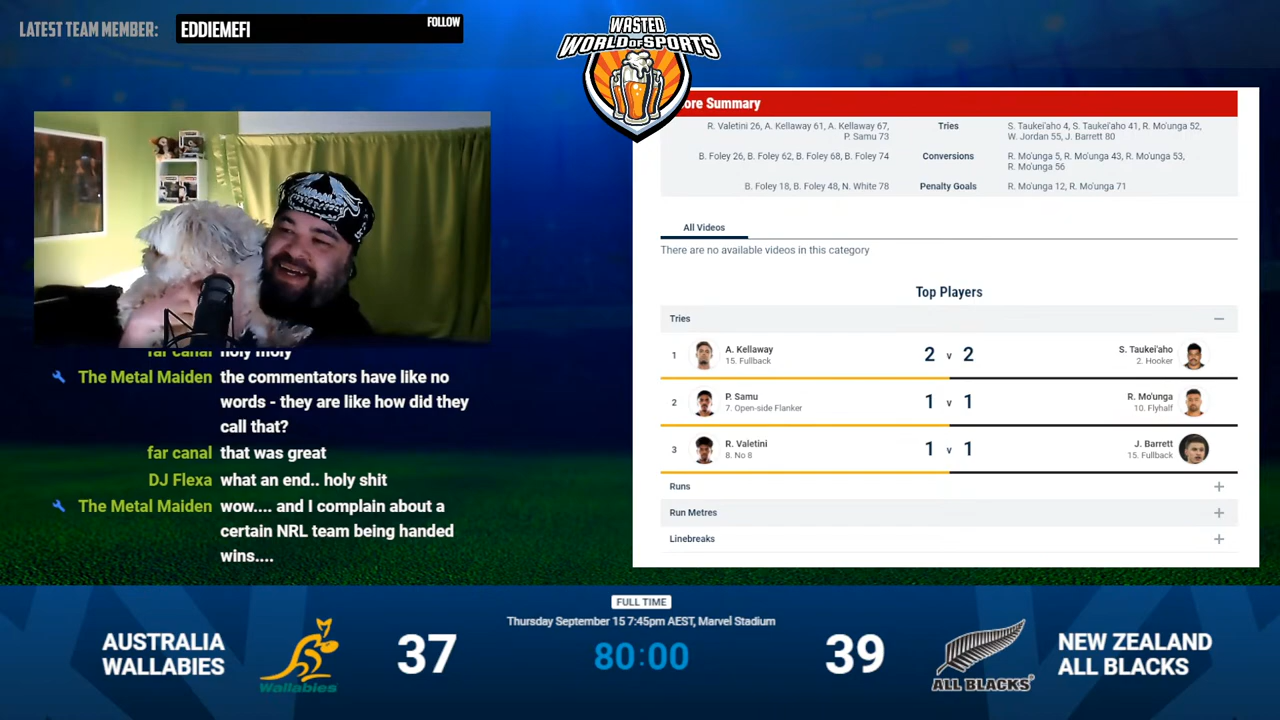 LATEST TEAM MEMBER:
EDDIEMEFI
FOLLOW
WASTED
WORLD OF SPORTS
ore Summary
R. Valetini 26, A. Kellaway 61, A. Kellaway 67,
P. Samu 73
Tries
S. Taukei'aho 4, S. Taukei'aho 41, R. Mo'unga 52,
W. Jordan 55, J. Barrett 80
B. Foley 26, B. Foley 62, B. Foley 68, B. Foley 74
Conversions
R. Mo'unga 5, R. Mo'unga 43, R. Mo'unga 53,
R. Mo'unga 56
B. Foley 18, B. Foley 48, N. White 78
Penalty Goals
R. Mo'unga 12, R. Mo'unga 71
All Videos
There are no available videos in this category
Top Players
Tries
1 A. Kellaway 2 v 2 S. Taukei'aho
15. Fullback 2. Hooker
2 P. Samu 1 v 1 R. Mo'unga
7. Open-side Flanker 10. Flyhalf
3 R. Valetini 1 v 1 J. Barrett
8. No 8 15. Fullback
Runs
Run Metres
Linebreaks
far canal holy moly
The Metal Maiden the commentators have like no
words - they are like how did they
call that?
far canal that was great
DJ Flexa what an end.. holy shit
The Metal Maiden wow.... and I complain about a
certain NRL team being handed
wins....
AUSTRALIA
WALLABIES
Wallabies
37
FULL TIME
Thursday September 15 7:45pm AEST, Marvel Stadium
80:00
39
ALL BLACKS
NEW ZEALAND
ALL BLACKS